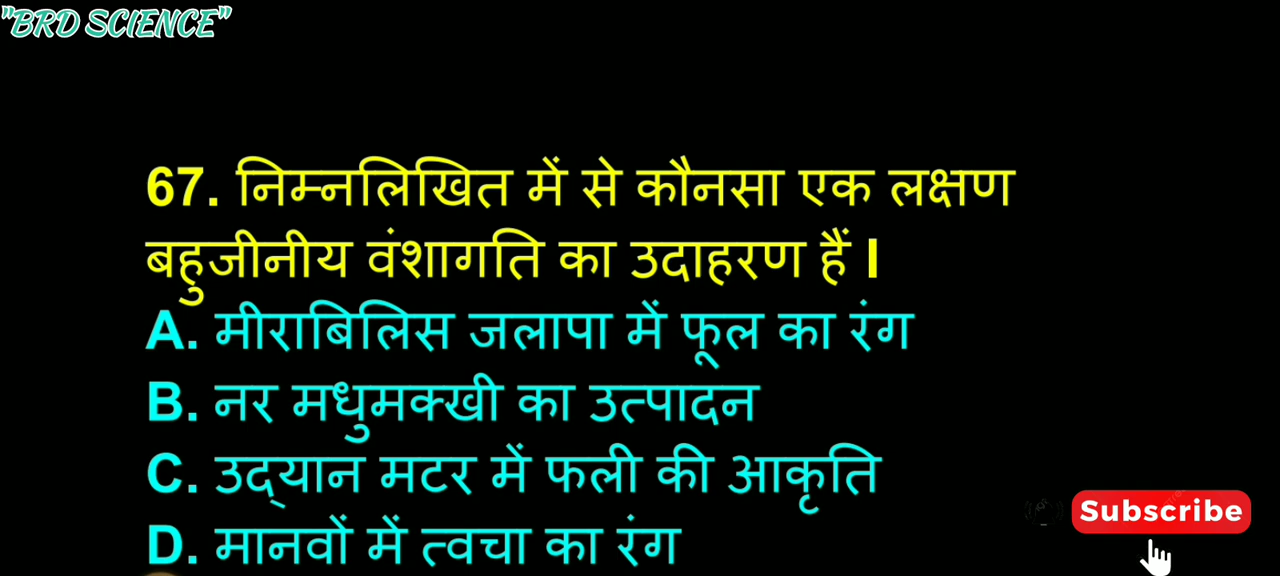 "BRD SCIENCE"
67. निम्नलिखित में से कौनसा एक लक्षण
बहुजीनीय वंशागति का उदाहरण हैं I
A. मीराबिलिस जलापा में फूल का रंग
B. नर मधुमक्खी का उत्पादन
C. उद्यान मटर में फली की आकृति
Subscribe
D. मानवों में त्वचा का रंग